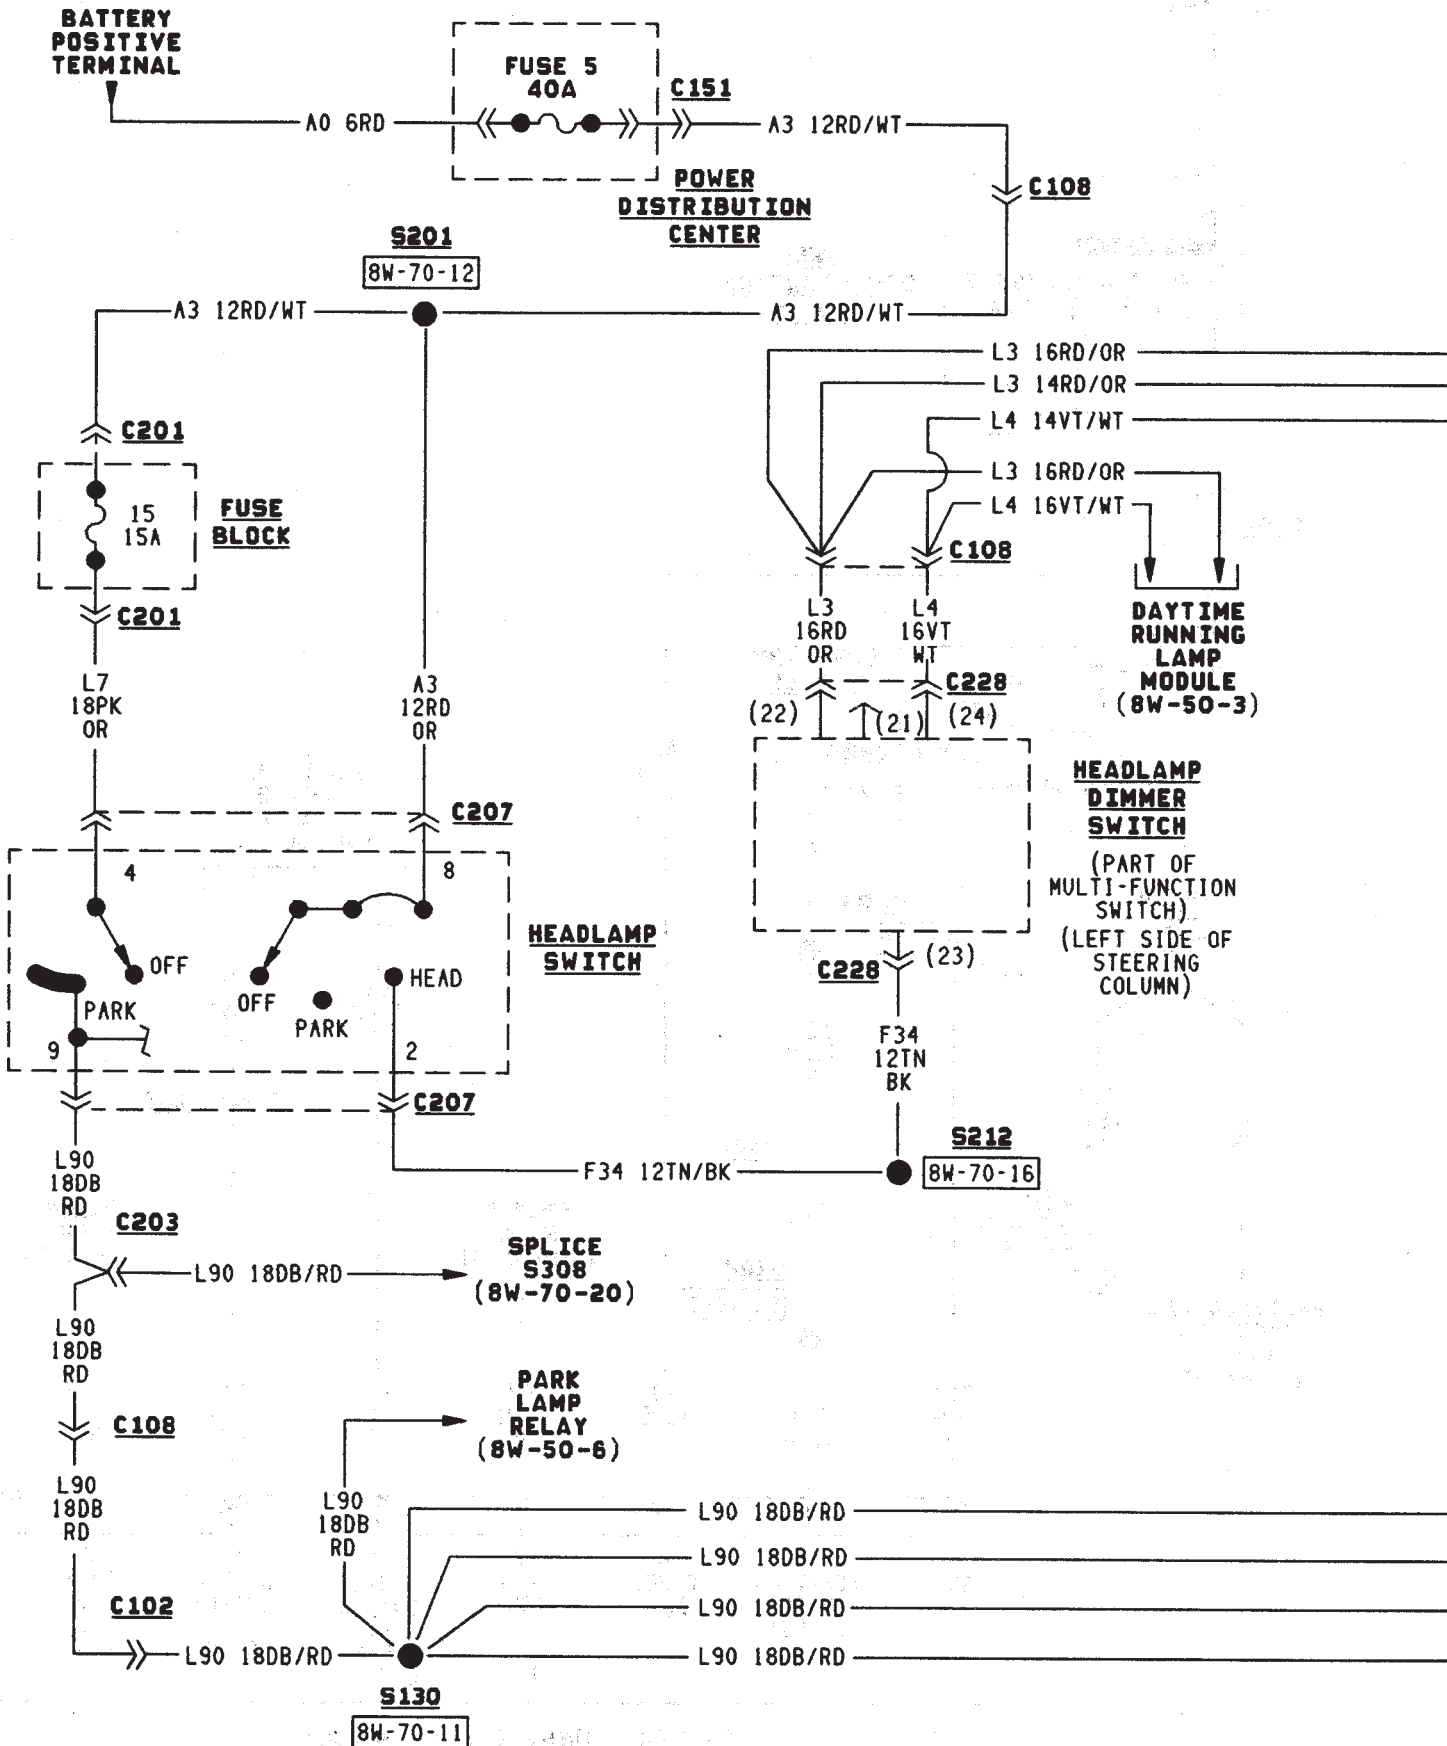 BATTERY
POSITIVE
TERMINAL
FUSE 5
40A
C151
A0 6RD
A3 12RD/WT
POWER
DISTRIBUTION
CENTER
C108
S201
8W-70-12
A3 12RD/WT
A3 12RD/WT
L3 16RD/OR
L3 14RD/OR
L4 14VT/WT
L3 16RD/OR
L4 16VT/WT
C201
15
15A
FUSE
BLOCK
C201
C108
L3
16RD
OR
L4
16VT
WT
DAYTIME
RUNNING
LAMP
MODULE
(8W-50-3)
C228
(22)
(21)
(24)
L7
18PK
OR
A3
12RD
OR
HEADLAMP
DIMMER
SWITCH
(PART OF
MULTI-FUNCTION
SWITCH)
(LEFT SIDE OF
STEERING
COLUMN)
C207
4
8
OFF
PARK
9
OFF
PARK
HEAD
2
HEADLAMP
SWITCH
C228
(23)
F34
12TN
BK
C207
S212
8W-70-16
F34 12TN/BK
L90
18DB
RD
C203
L90 18DB/RD
SPLICE
S308
(8W-70-20)
L90
18DB
RD
C108
PARK
LAMP
RELAY
(8W-50-6)
L90
18DB
RD
L90
18DB
RD
L90 18DB/RD
L90 18DB/RD
L90 18DB/RD
L90 18DB/RD
C102
L90 18DB/RD
S130
8W-70-11